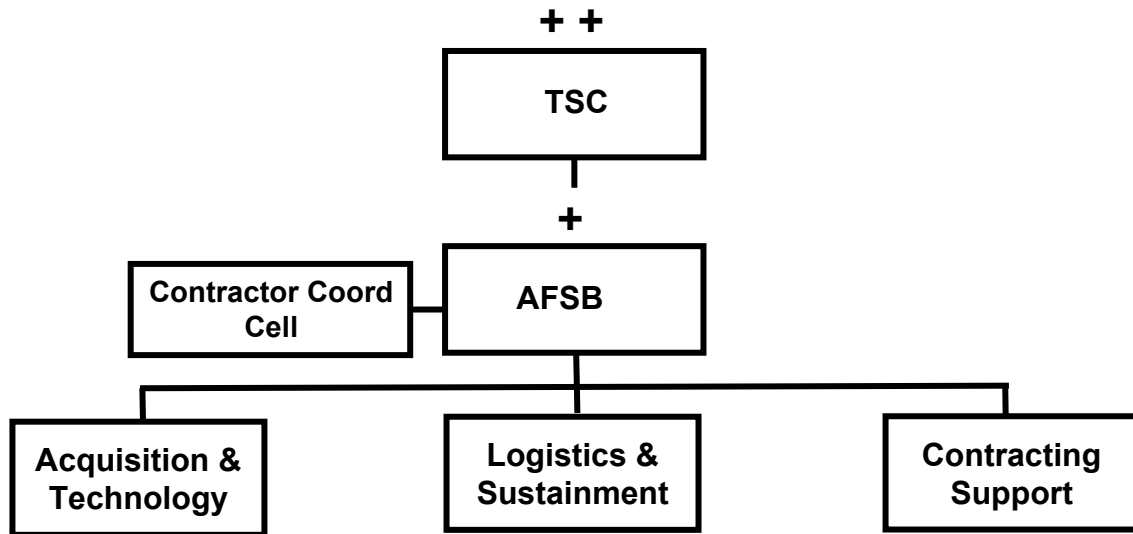 + +
TSC
+
AFSB
Contractor Coord
Cell
Acquisition &
Technology
Logistics &
Sustainment
Contracting
Support